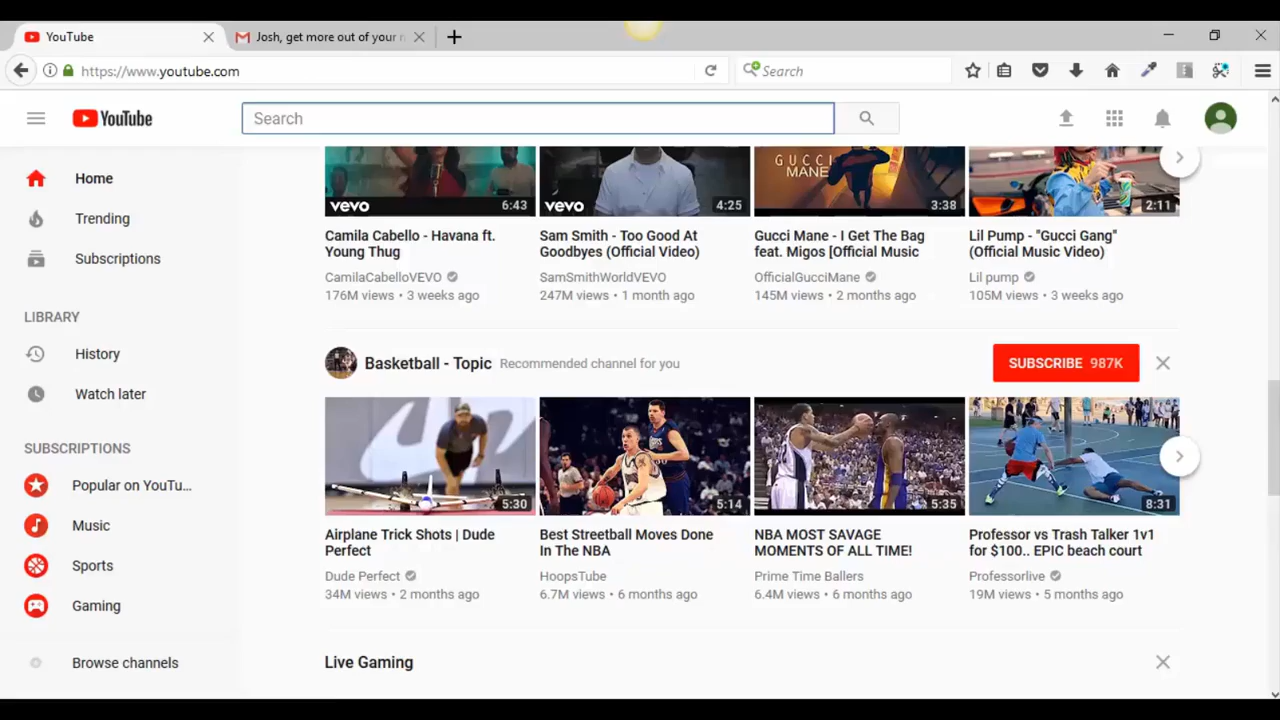 YouTube
Josh, get more out of your
https://www.youtube.com
Search
YouTube
Search
Home
Trending
Subscriptions
LIBRARY
History
Watch later
SUBSCRIPTIONS
Popular on YouTu...
Music
Sports
Gaming
Browse channels
vevo
6:43
vevo
4:25
GUCCI
MANE
3:38
2:11
Camila Cabello - Havana ft.
Young Thug
CamilaCabelloVEVO
176M views • 3 weeks ago
Sam Smith - Too Good At
Goodbyes (Official Video)
SamSmithWorldVEVO
247M views • 1 month ago
Gucci Mane - I Get The Bag
feat. Migos [Official Music
OfficialGucciMane
145M views • 2 months ago
Lil Pump - "Gucci Gang"
(Official Music Video)
Lil pump
105M views • 3 weeks ago
Basketball - Topic
Recommended channel for you
SUBSCRIBE 987K
5:30
5:14
5:35
8:31
Airplane Trick Shots | Dude
Perfect
Dude Perfect
34M views • 2 months ago
Best Streetball Moves Done
In The NBA
HoopsTube
6.7M views • 6 months ago
NBA MOST SAVAGE
MOMENTS OF ALL TIME!
Prime Time Ballers
6.4M views • 6 months ago
Professor vs Trash Talker 1v1
for $100.. EPIC beach court
Professorlive
19M views • 5 months ago
Live Gaming